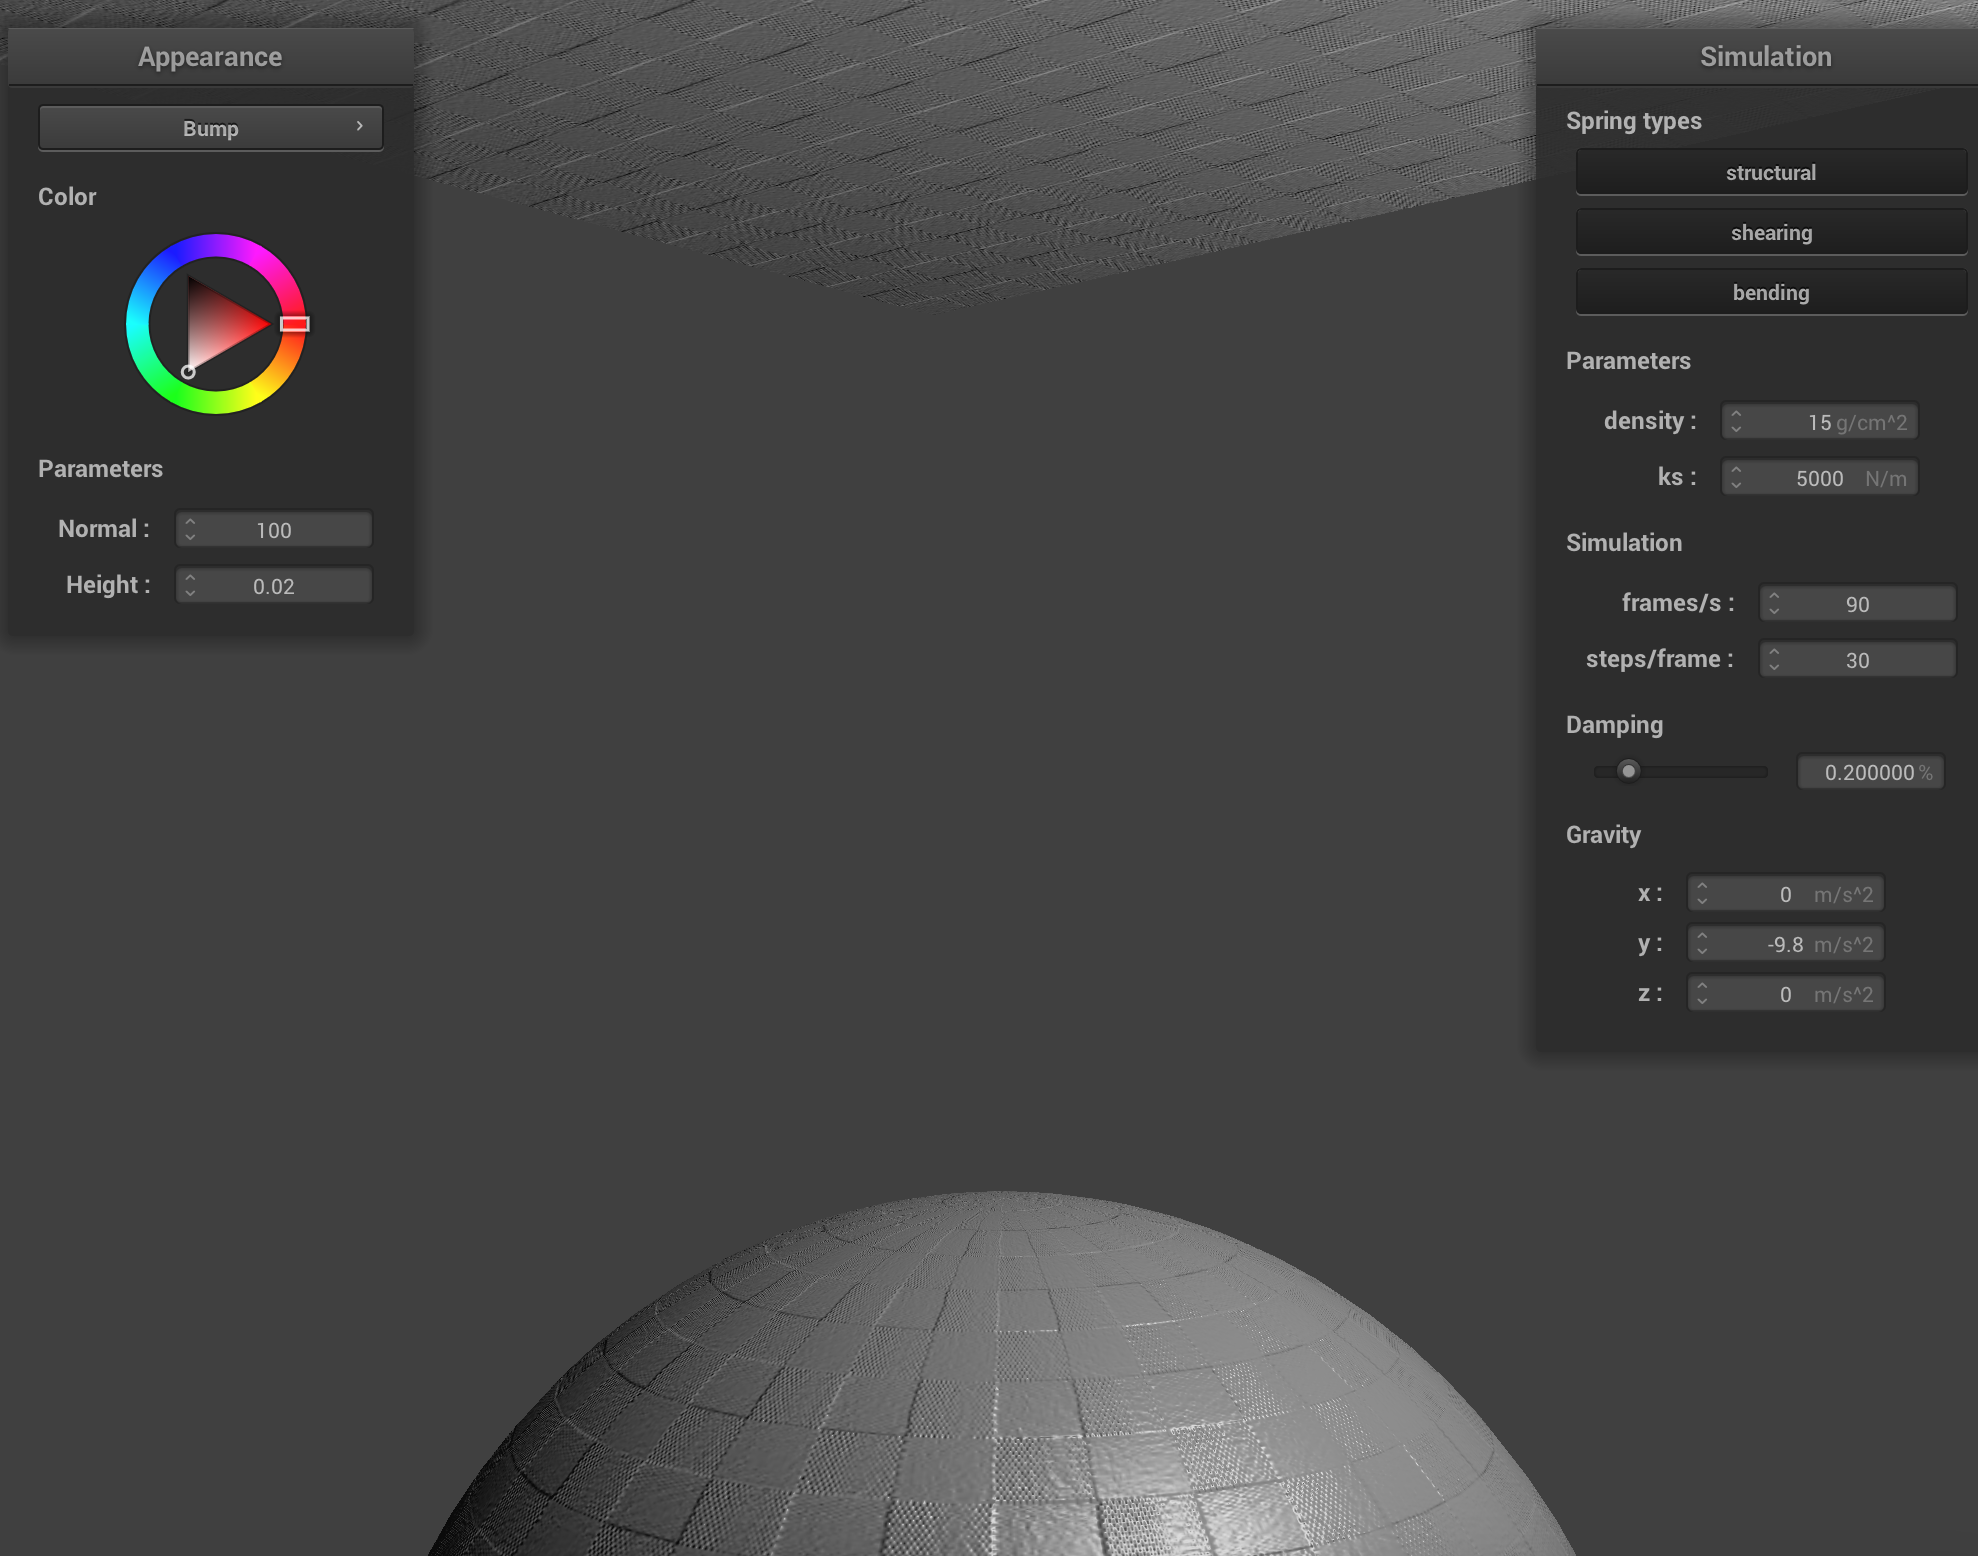 Appearance
Bump
Color
Parameters
Normal : 100
Height : 0.02
Simulation
Spring types
structural
shearing
bending
Parameters
density : 15 g/cm^2
ks : 5000 N/m
Simulation
frames/s : 90
steps/frame : 30
Damping
0.200000 %
Gravity
x : 0 m/s^2
y : -9.8 m/s^2
z : 0 m/s^2